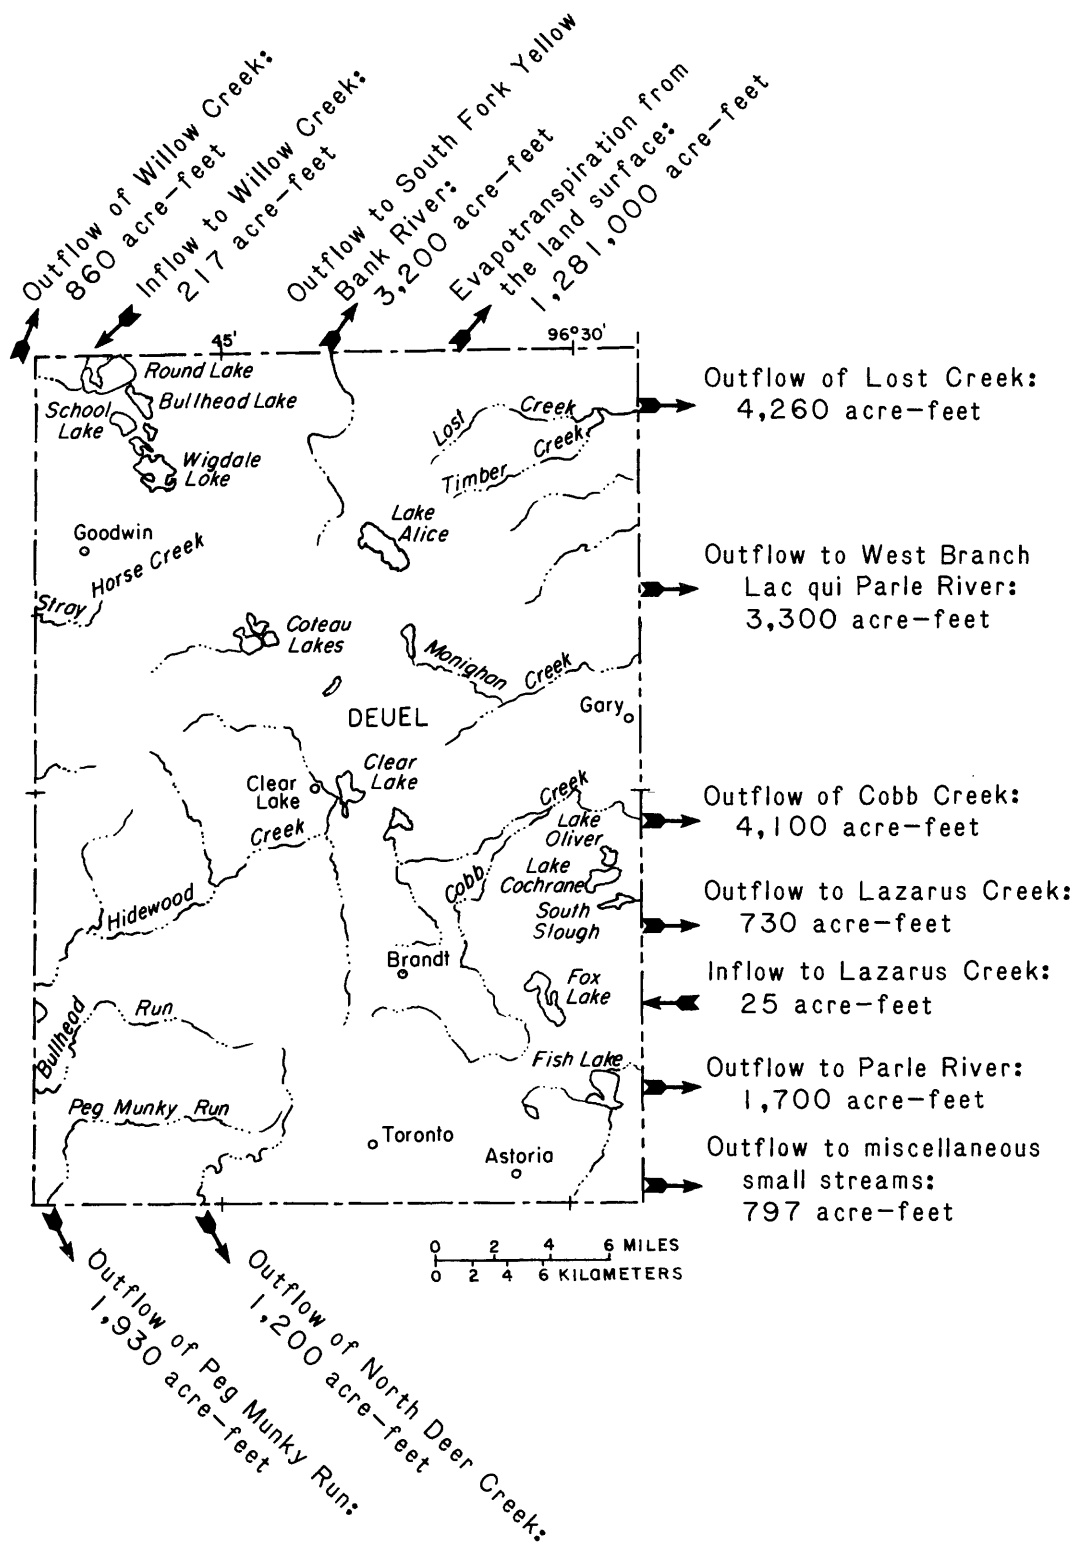 Outflow of Willow Creek:
860 acre-feet
Inflow to Willow Creek:
217 acre-feet
Outflow to South Fork Yellow
Bank River:
3,200 acre-feet
Evapotranspiration from
the land surface:
1,281,000 acre-feet
45'
96°30'
Round Lake
Bullhead Lake
School
Lake
Wigdale
Lake
Lost Creek
Timber Creek
Lake
Alice
Goodwin
Stray Horse Creek
Coteau
Lakes
Monighan Creek
Gary
DEUEL
Clear
Lake
Clear
Lake
Hidewood Creek
Cobb Creek
Lake
Oliver
Lake
Cochrane
South
Slough
Brandt
Fox
Lake
Bullhead Run
Fish Lake
Peg Munky Run
Toronto
Astoria
Outflow of Lost Creek:
4,260 acre-feet
Outflow to West Branch
Lac qui Parle River:
3,300 acre-feet
Outflow of Cobb Creek:
4,100 acre-feet
Outflow to Lazarus Creek:
730 acre-feet
Inflow to Lazarus Creek:
25 acre-feet
Outflow to Parle River:
1,700 acre-feet
Outflow to miscellaneous
small streams:
797 acre-feet
0 2 4 6 MILES
0 2 4 6 KILOMETERS
Outflow of Peg Munky Run:
1,930 acre-feet
Outflow of North Deer Creek:
1,200 acre-feet